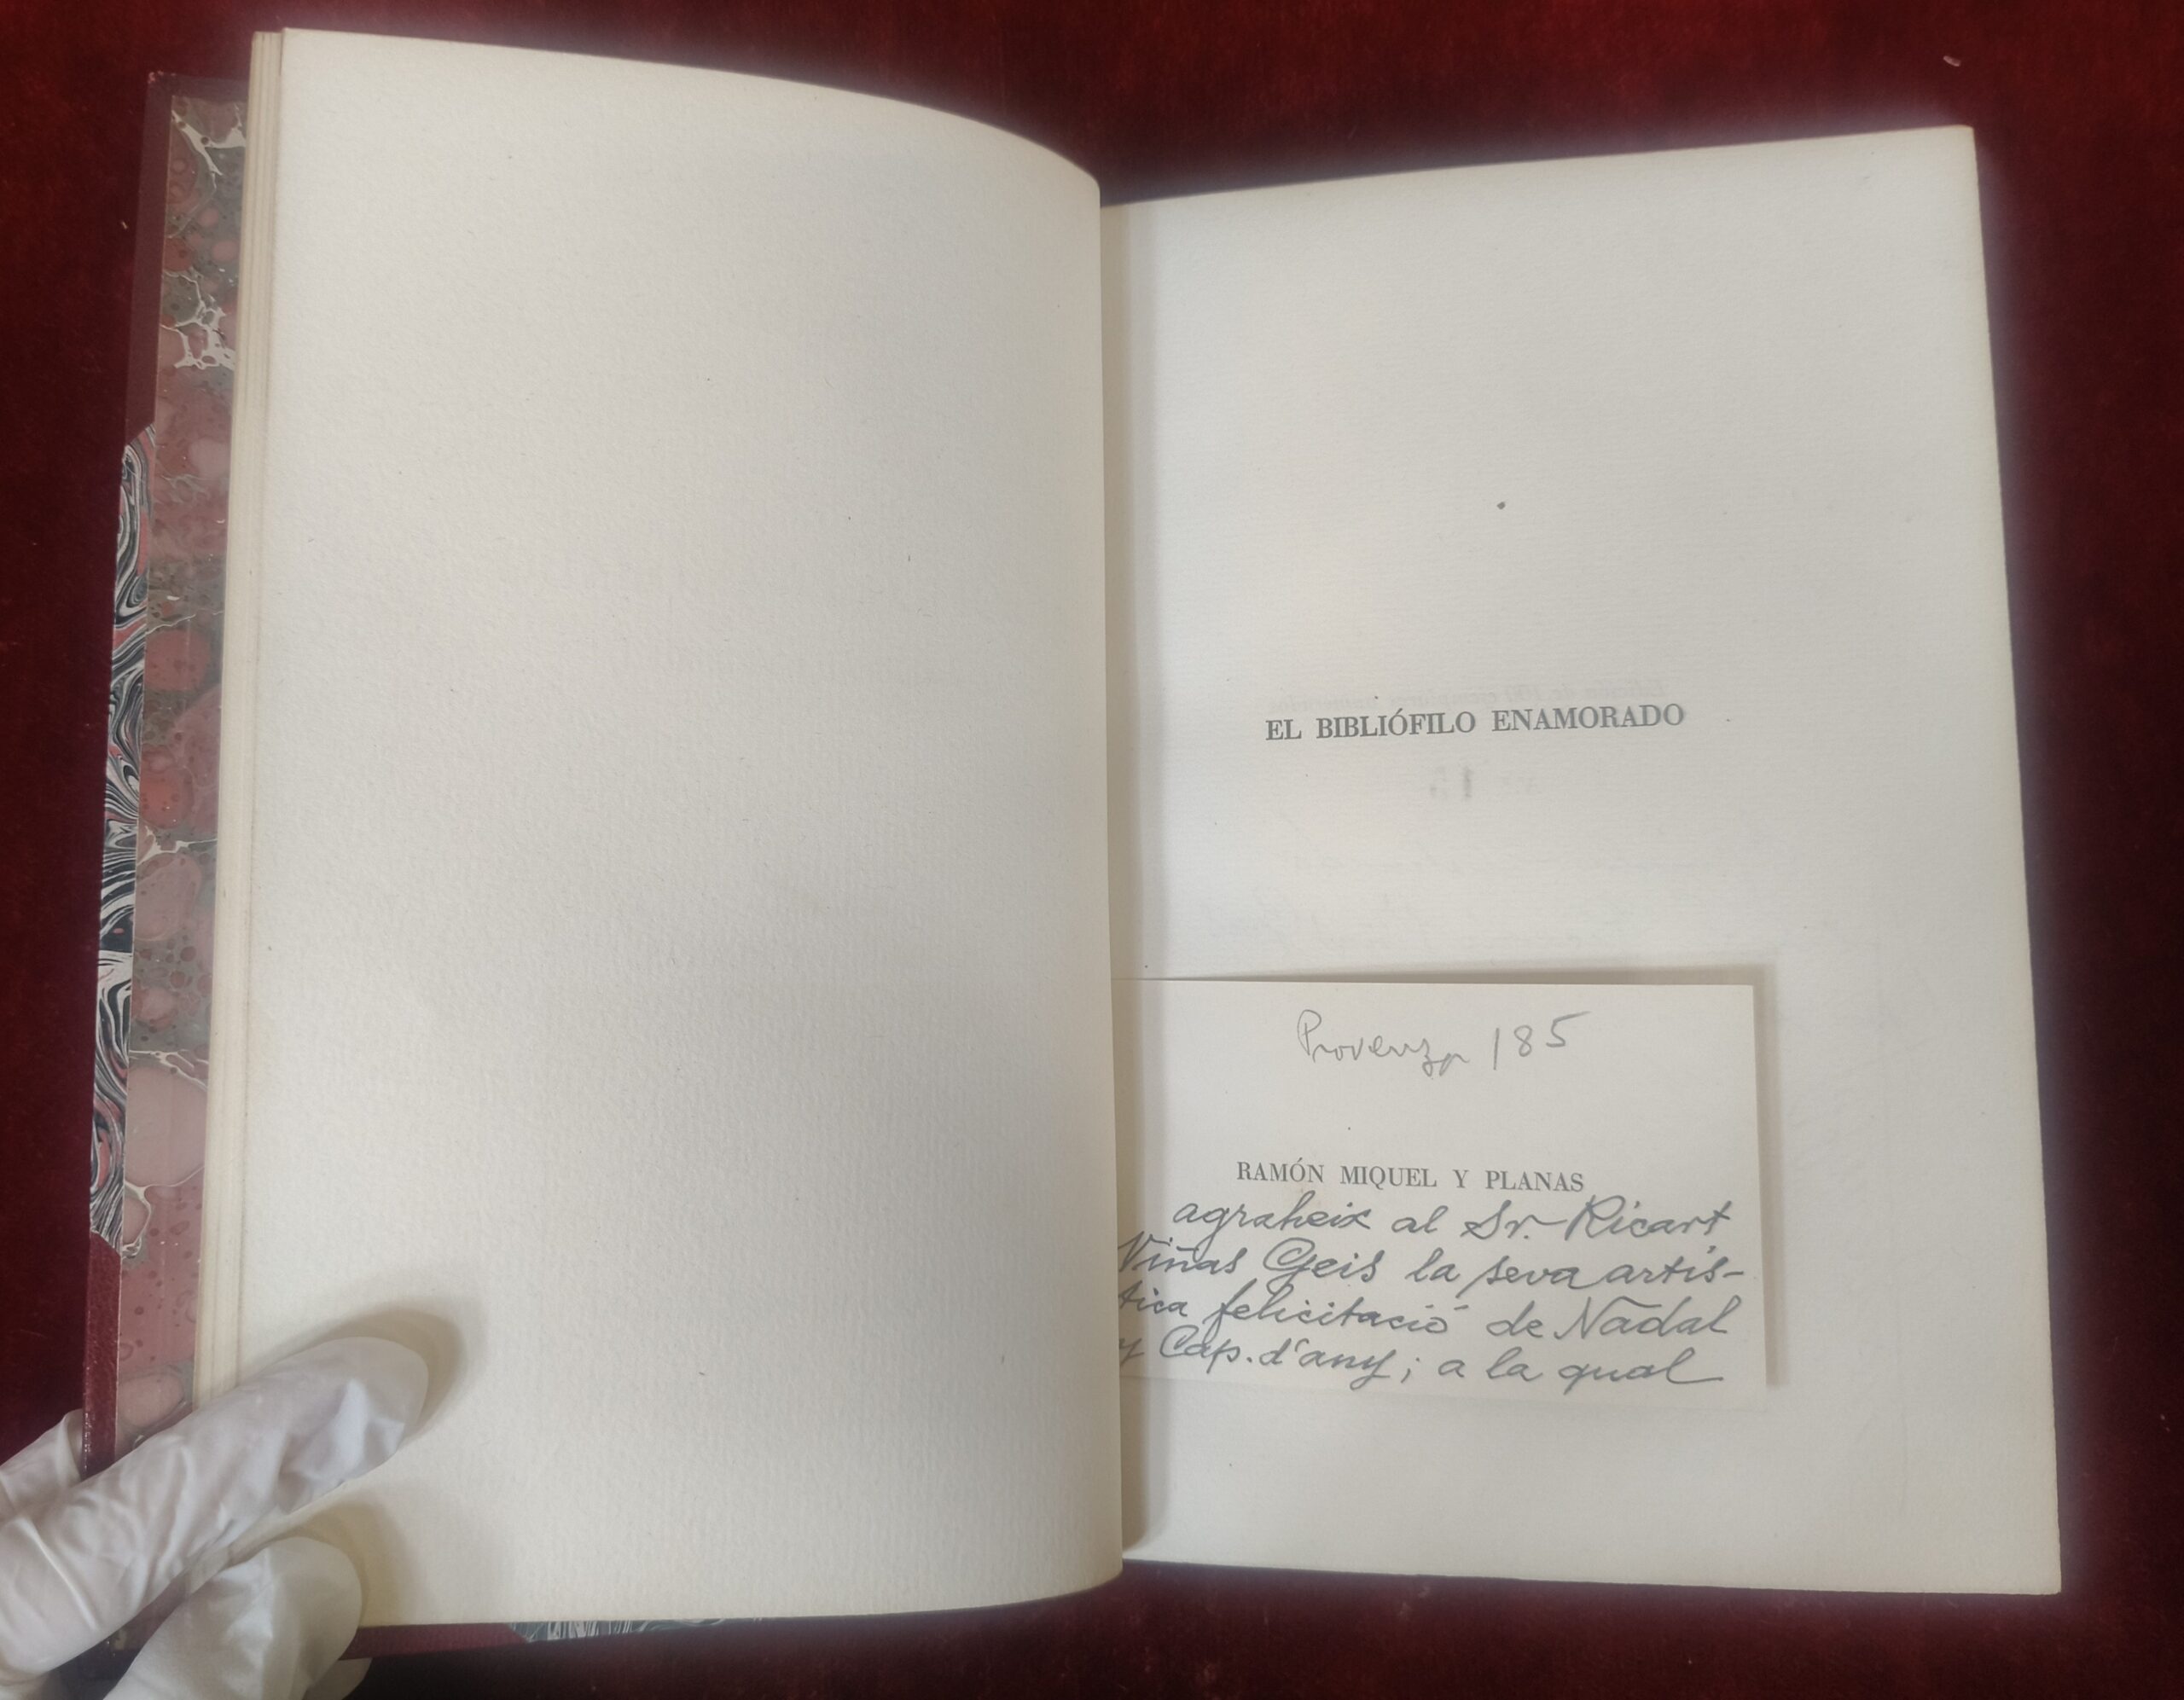 EL BIBLIÓFILO ENAMORADO
Provenza 185
RAMÓN MIQUEL Y PLANAS
agraheix al Sr. Ricart
Viñas Geis la seva artís-
tica felicitació de Nadal
y Cap. d'any; a la qual